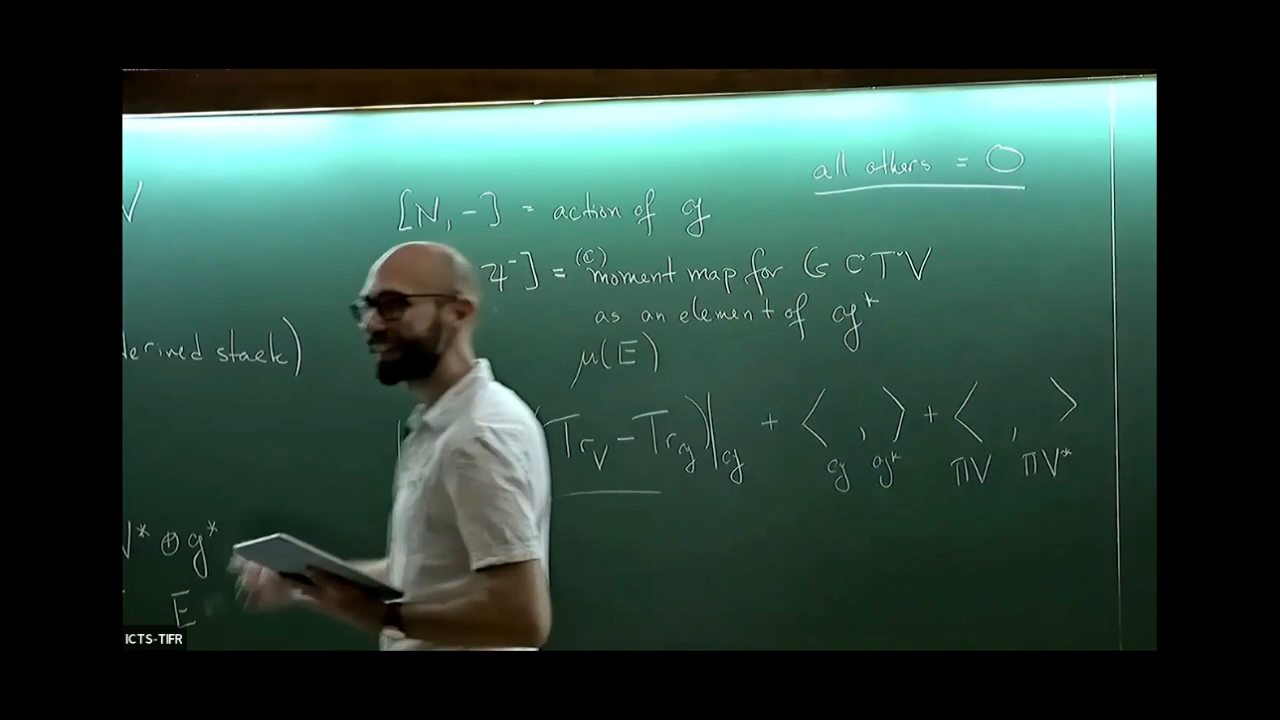 all others = 0
V
[N, -] = action of g
ψ⁻] = (c) moment map for G ⊂ T*V
as an element of g*
μ(E)
derived stack)
(Tr_V - Tr_g)|_g + ⟨ , ⟩ + ⟨ , ⟩
g g* ΠV ΠV*
V* ⊕ g*
E
ICTS-TIFR